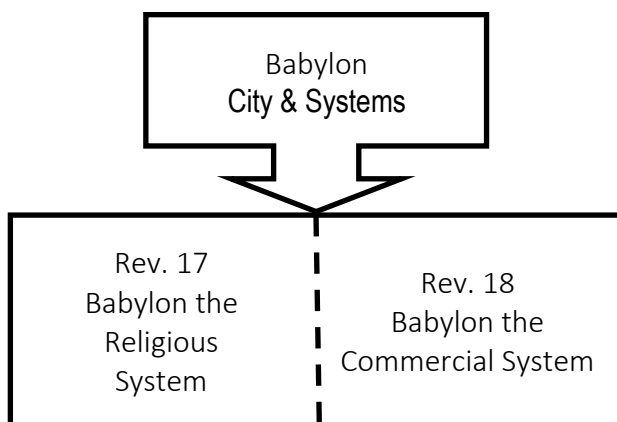 Babylon
City & Systems
Rev. 17
Babylon the
Religious
System
Rev. 18
Babylon the
Commercial System